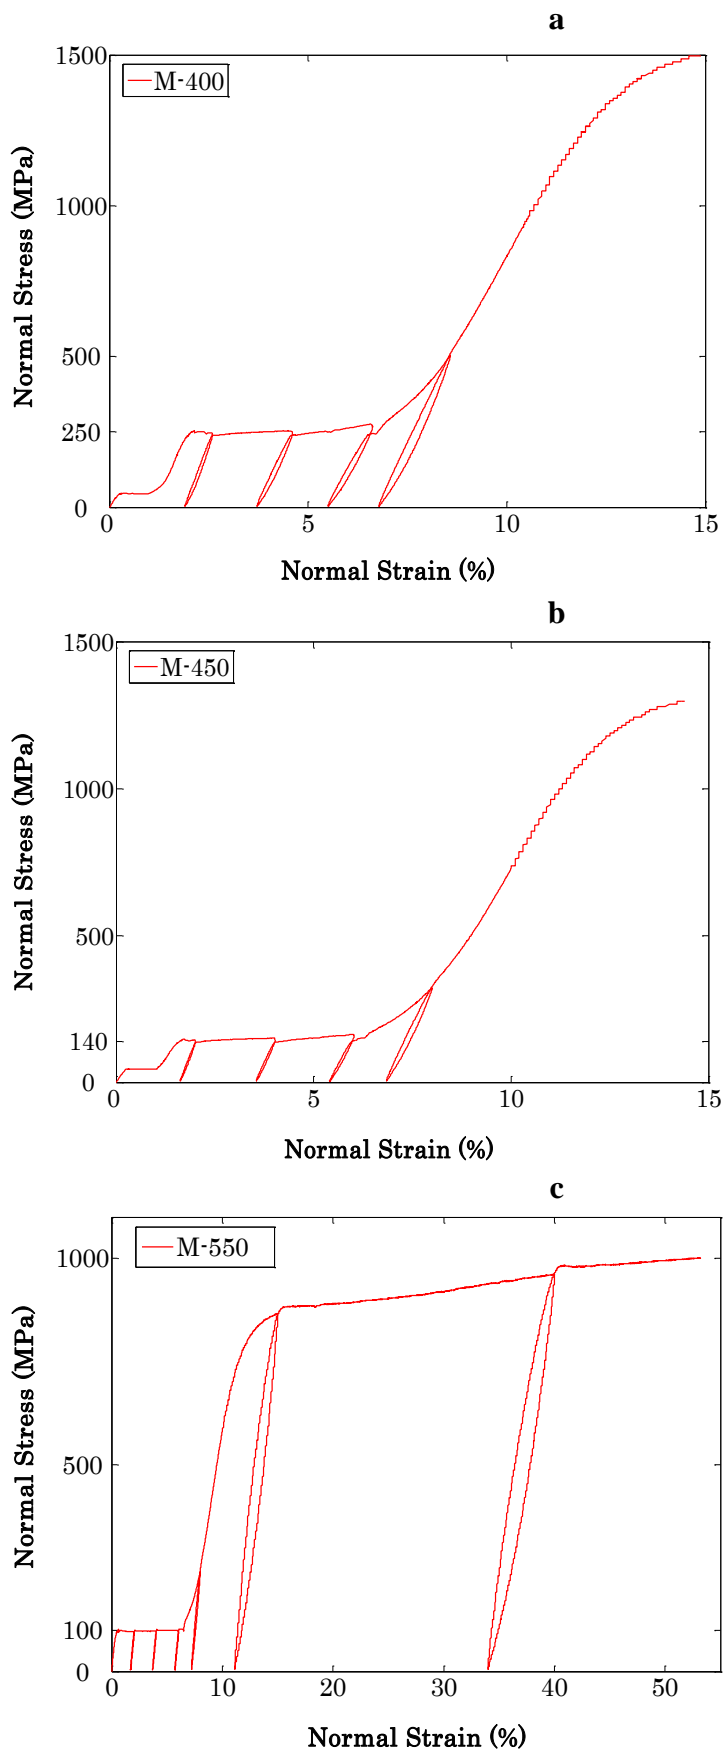 a
1500
M-400
1000
500
250
0
0 5 10 15
Normal Stress (MPa)
Normal Strain (%)
b
1500
M-450
1000
500
140
0
0 5 10 15
Normal Stress (MPa)
Normal Strain (%)
c
M-550
1000
500
100
0
0 10 20 30 40 50
Normal Stress (MPa)
Normal Strain (%)